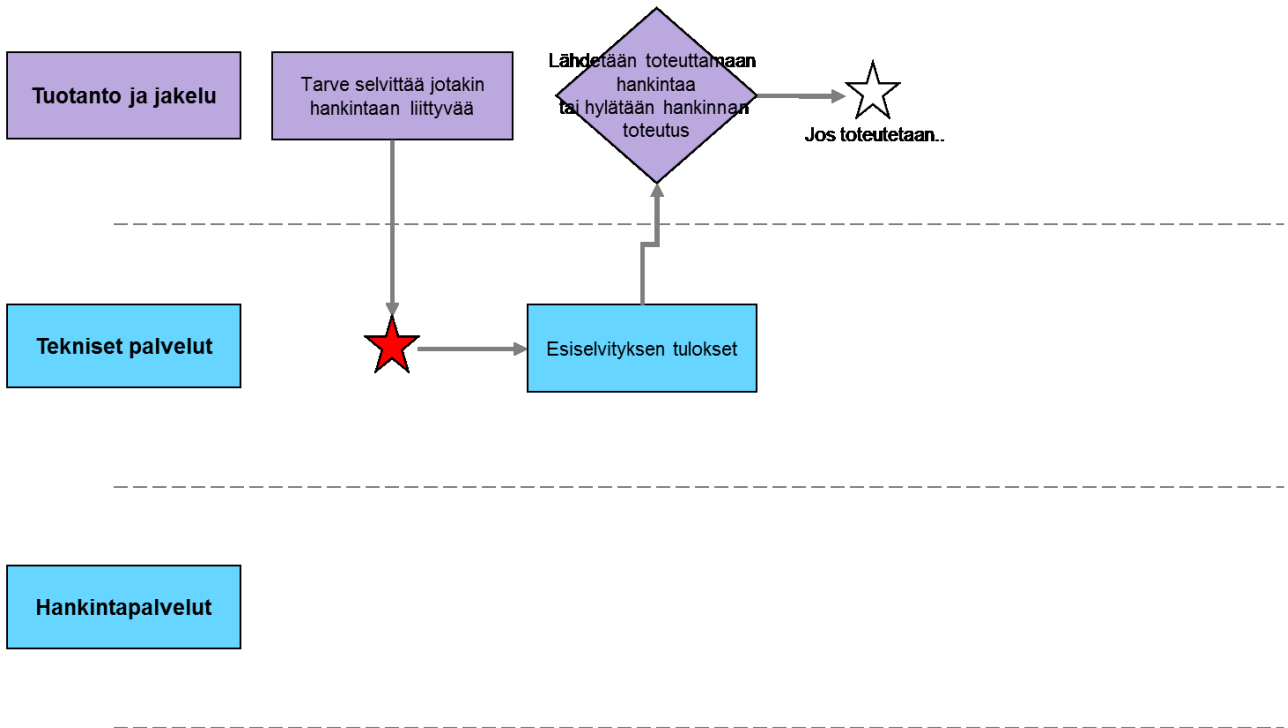 Tuotanto ja jakelu
Tarve selvittää jotakin
hankintaan liittyvää
Lähdetään toteuttamaan
hankintaa
tai hylätään hankinnan
toteutus
Jos toteutetaan..
Tekniset palvelut
Esiselvityksen tulokset
Hankintapalvelut